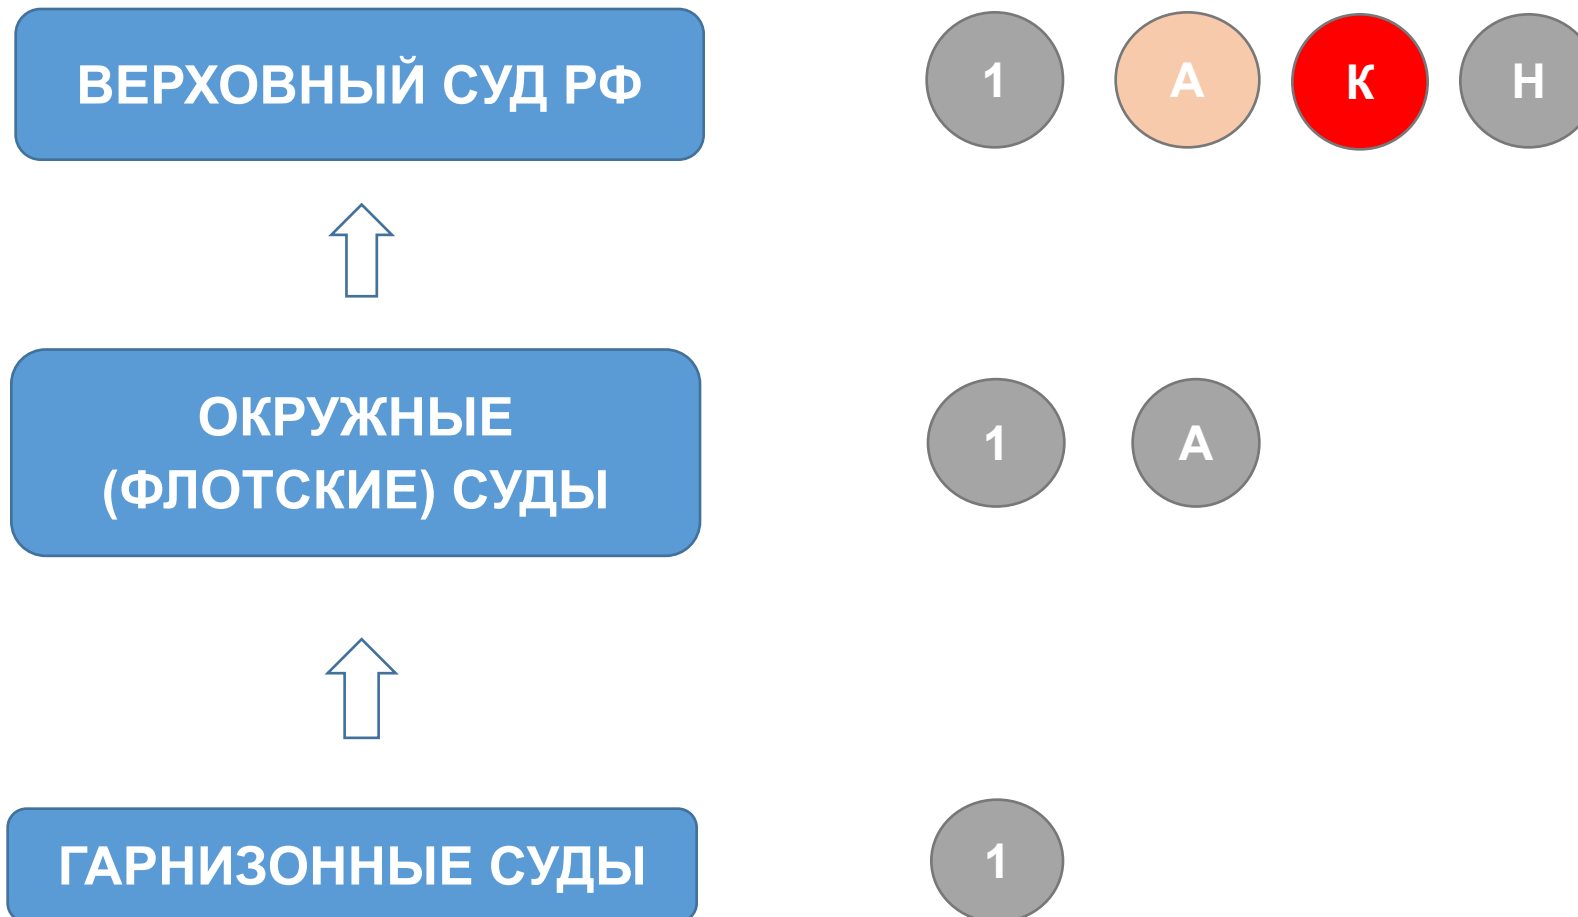 ВЕРХОВНЫЙ СУД РФ
1 А К Н
ОКРУЖНЫЕ
(ФЛОТСКИЕ) СУДЫ
1 А
ГАРНИЗОННЫЕ СУДЫ
1